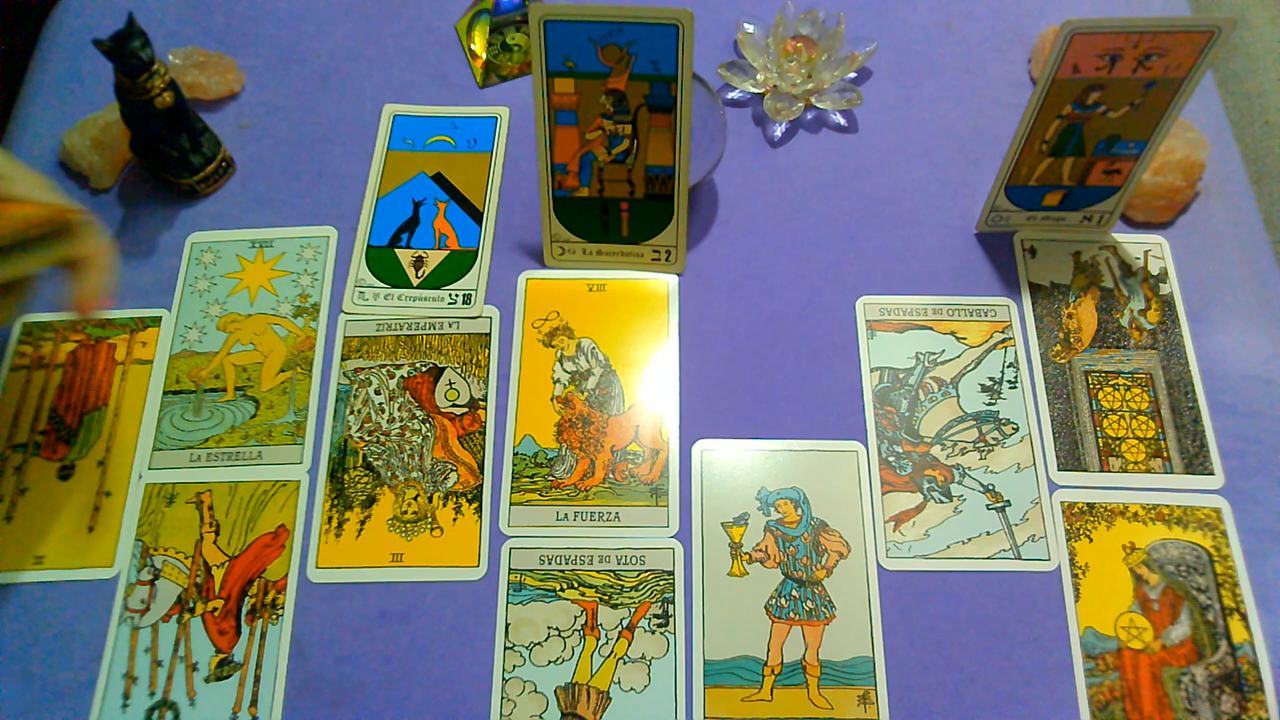 La Sacerdotisa 2
El Mago 1
El Crepúsculo 18
XVII
LA ESTRELLA
LA EMPERATRIZ
III
VIII
LA FUERZA
CABALLO DE ESPADAS
SOTA DE ESPADAS